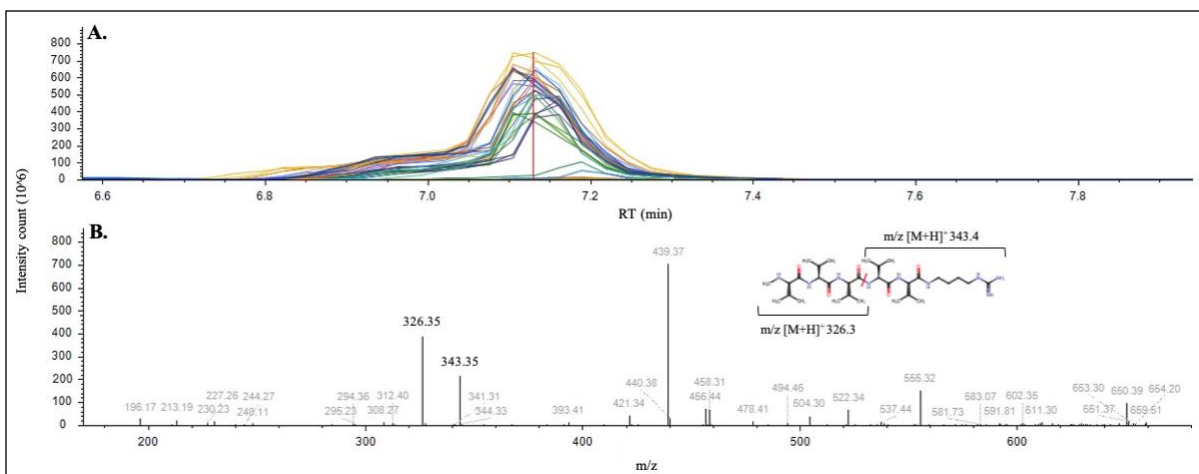 A.
800
700
600
500
400
300
200
100
0
6.6 6.8 7.0 7.2 7.4 7.6 7.8
RT (min)
Intensity count (10^6)
B.
800
700
600
500
400
300
200
100
0
439.37
m/z [M+H]⁺ 343.4
m/z [M+H]⁺ 326.3
326.35
343.35
196.17 213.19 227.26 230.23 244.27 248.11 294.36 295.23 312.40 308.27 341.31 344.33 393.41 421.34 440.38 458.31 456.44 478.41 494.46 504.30 522.34 537.44 555.32 581.73 583.07 591.81 602.36 611.30 653.30 650.39 654.20 651.37 659.51
200 300 400 500 600
m/z